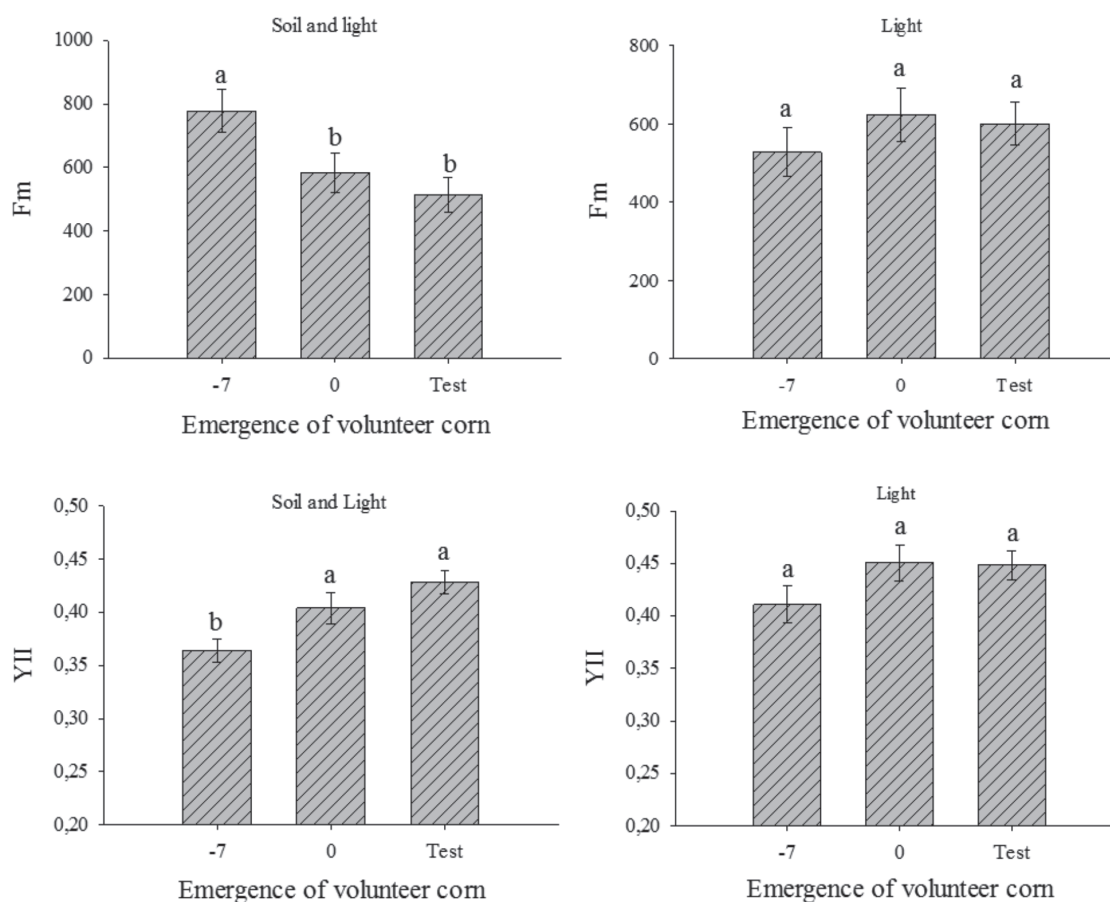 Soil and light
1000
800
600
400
200
0
Fm
a
b
b
-7
0
Test
Emergence of volunteer corn
Light
800
600
400
200
0
Fm
a
a
a
-7
0
Test
Emergence of volunteer corn
Soil and Light
0,50
0,45
0,40
0,35
0,30
0,25
0,20
YII
b
a
a
-7
0
Test
Emergence of volunteer corn
Light
0,50
0,45
0,40
0,35
0,30
0,25
0,20
YII
a
a
a
-7
0
Test
Emergence of volunteer corn